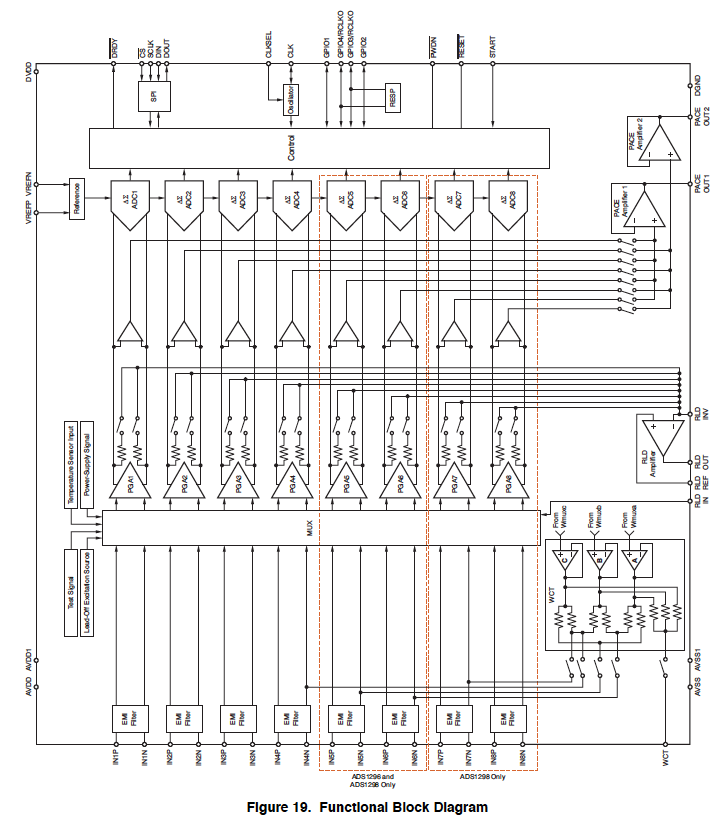 DVDD
DRDY
CS
SCLK
DIN
DOUT
CLKSEL
CLK
GPIO1
GPIO4/RCLKO
GPIO3/RCLKO
GPIO2
PWDN
RESET
START
DGND
SPI
Oscillator
RESP
Control
VREFP
VREFN
Reference
ΔΣ
ADC1
ΔΣ
ADC2
ΔΣ
ADC3
ΔΣ
ADC4
ΔΣ
ADC5
ΔΣ
ADC6
ΔΣ
ADC7
ΔΣ
ADC8
PACE
Amplifier 1
PACE
Amplifier 2
PACE
OUT1
PACE
OUT2
Temperature Sensor Input
Power-Supply Signal
Test Signal
Lead-Off Excitation Source
PGA1
PGA2
PGA3
PGA4
PGA5
PGA6
PGA7
PGA8
MUX
RLD
Amplifier
RLD
INV
RLD
OUT
RLD
REF
RLD
IN
From
Wmuxc
From
Wmuxb
From
Wmuxa
WCT
C
B
A
AVDD
AVDD1
AVSS
AVSS1
EMI
Filter
EMI
Filter
EMI
Filter
EMI
Filter
EMI
Filter
EMI
Filter
EMI
Filter
EMI
Filter
IN1P
IN1N
IN2P
IN2N
IN3P
IN3N
IN4P
IN4N
IN5P
IN5N
IN6P
IN6N
IN7P
IN7N
IN8P
IN8N
WCT
ADS1296 and
ADS1298 Only
ADS1298 Only
Figure 19. Functional Block Diagram